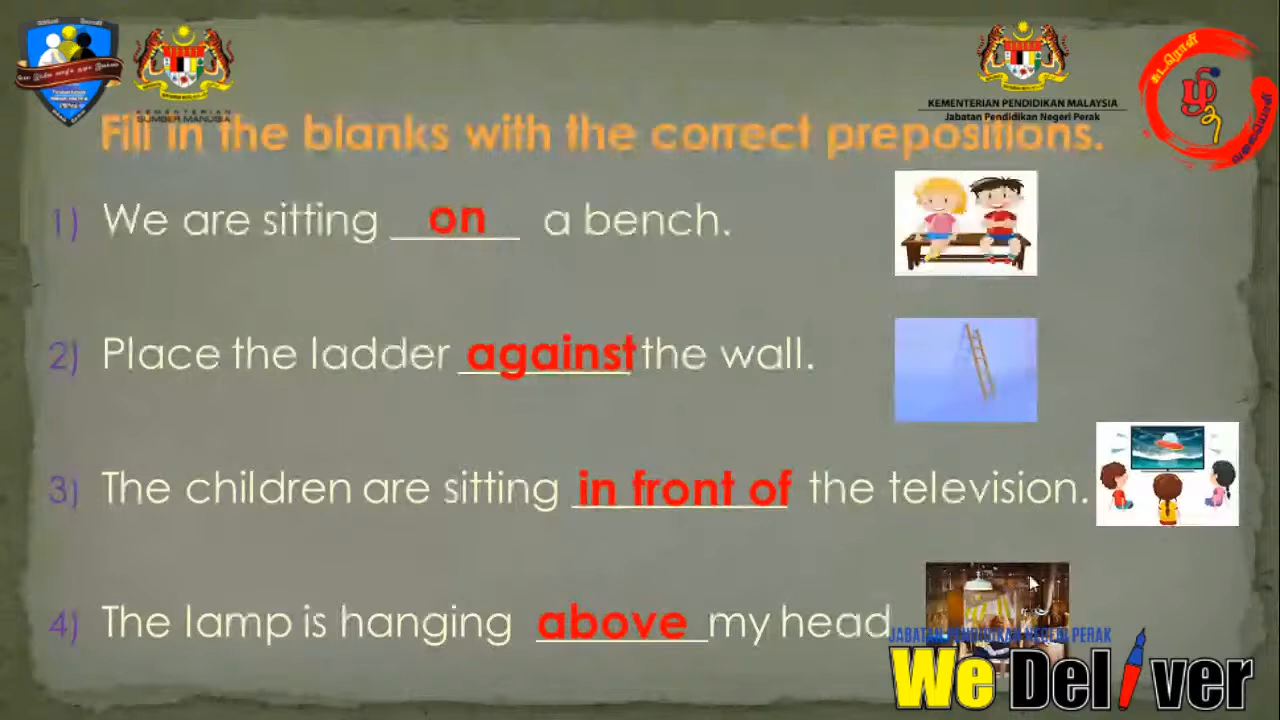 KEMENTERIAN
SUMBER MANUSIA
KEMENTERIAN PENDIDIKAN MALAYSIA
Jabatan Pendidikan Negeri Perak
Fill in the blanks with the correct prepositions.
1) We are sitting on a bench.
2) Place the ladder against the wall.
3) The children are sitting in front of the television.
4) The lamp is hanging above my head
JABATAN PENDIDIKAN NEGERI PERAK
We Deliver